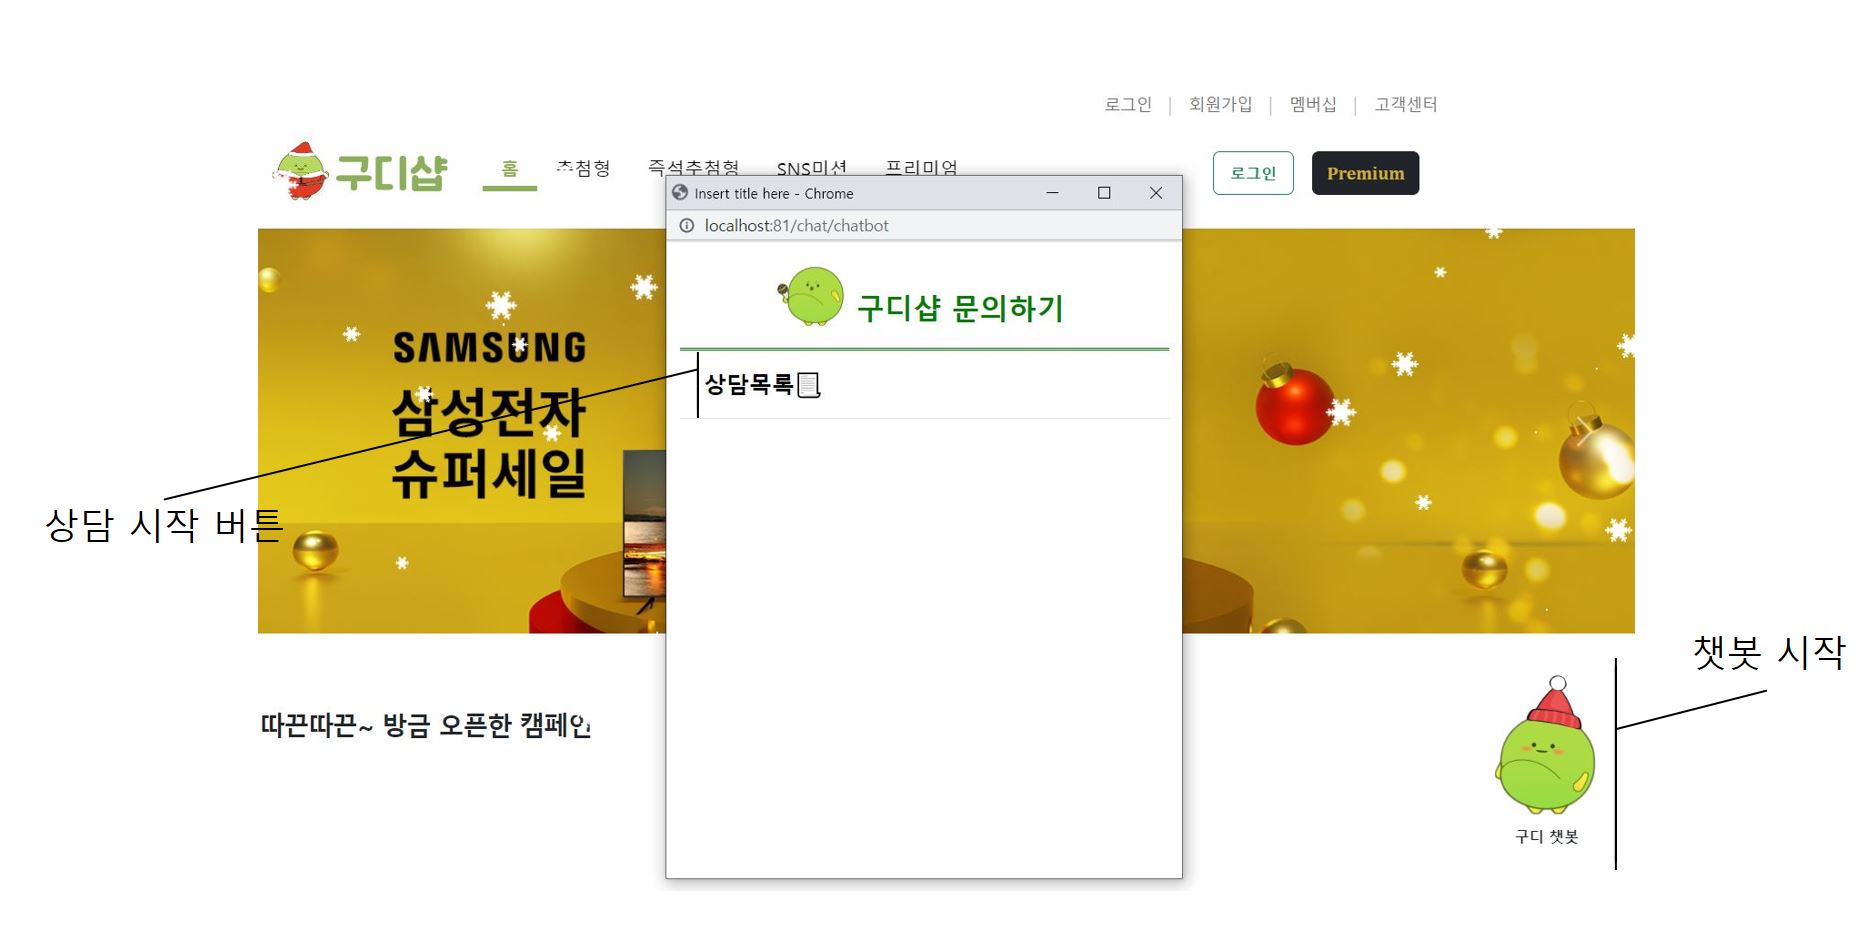 로그인 | 회원가입 | 멤버십 | 고객센터
구디샵 홈 추첨형 즉석추첨형 SNS미션 프리미엄 로그인 Premium
Insert title here - Chrome
localhost:81/chat/chatbot
구디샵 문의하기
상담목록
SAMSUNG
삼성전자
슈퍼세일
상담 시작 버튼
챗봇 시작
따끈따끈~ 방금 오픈한 캠페인
구디 챗봇